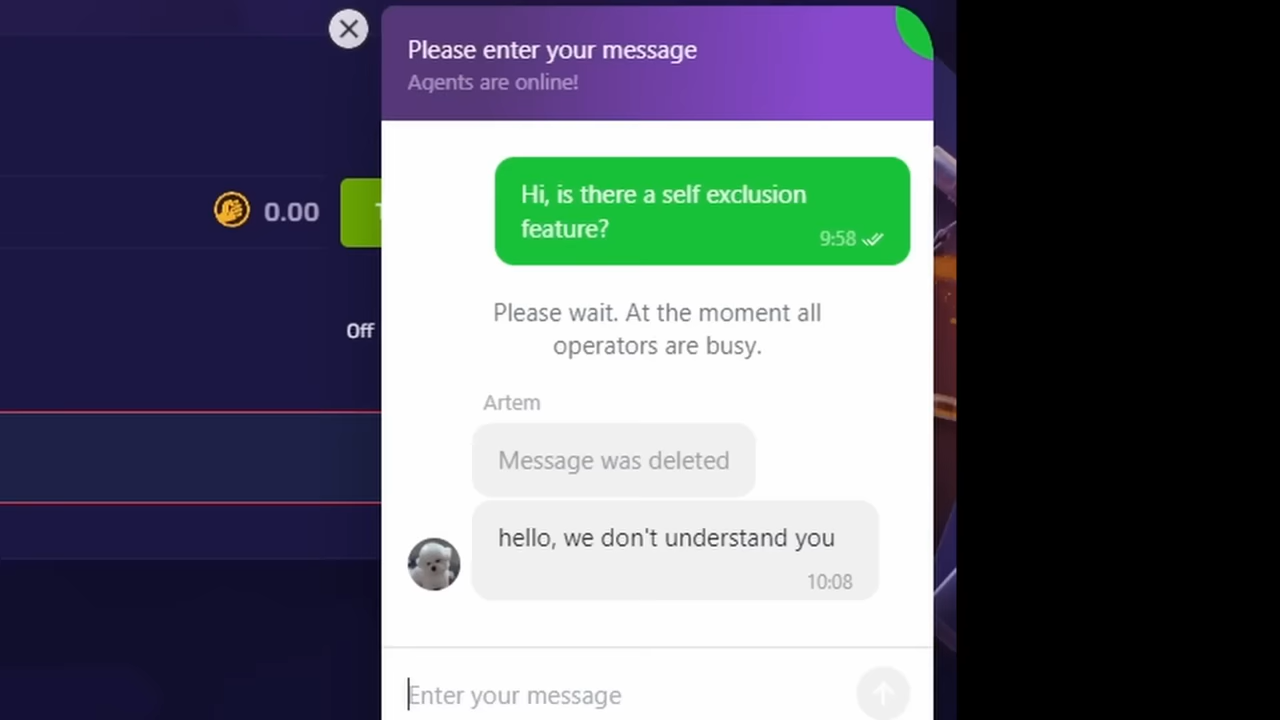 Please enter your message
Agents are online!
Hi, is there a self exclusion
feature?
9:58
0.00
Please wait. At the moment all
operators are busy.
Off
Artem
Message was deleted
hello, we don't understand you
10:08
Enter your message